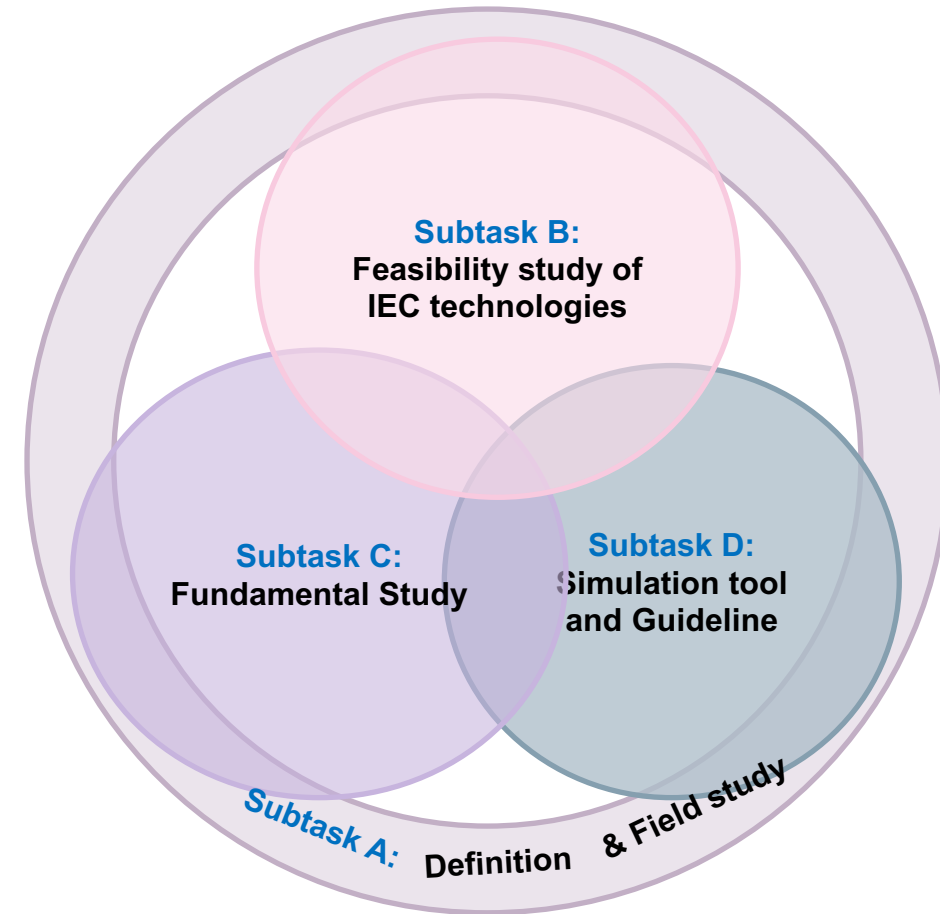 Subtask B:
Feasibility study of
IEC technologies
Subtask C:
Fundamental Study
Subtask D:
Simulation tool
and Guideline
Subtask A: Definition & Field study